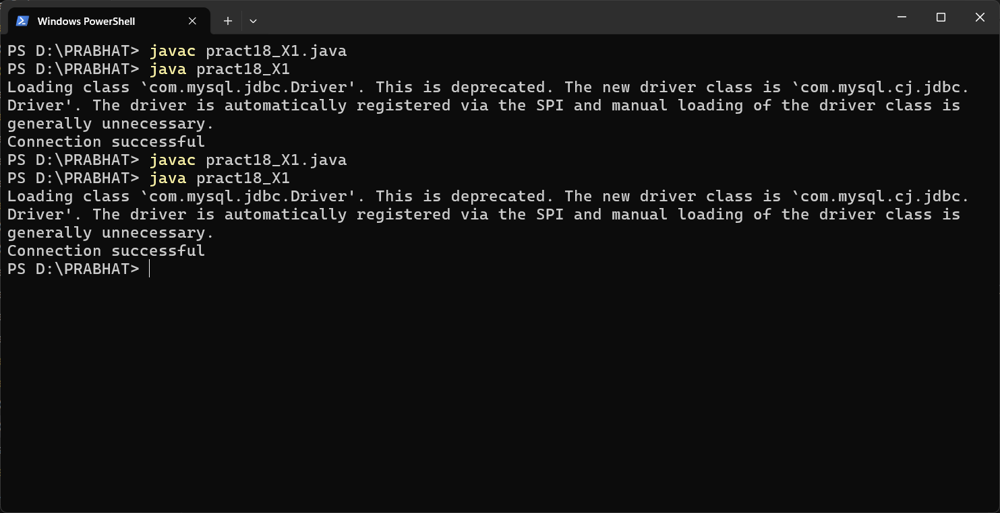 Windows PowerShell
PS D:\PRABHAT> javac pract18_X1.java
PS D:\PRABHAT> java pract18_X1
Loading class `com.mysql.jdbc.Driver'. This is deprecated. The new driver class is `com.mysql.cj.jdbc.
Driver'. The driver is automatically registered via the SPI and manual loading of the driver class is
generally unnecessary.
Connection successful
PS D:\PRABHAT> javac pract18_X1.java
PS D:\PRABHAT> java pract18_X1
Loading class `com.mysql.jdbc.Driver'. This is deprecated. The new driver class is `com.mysql.cj.jdbc.
Driver'. The driver is automatically registered via the SPI and manual loading of the driver class is
generally unnecessary.
Connection successful
PS D:\PRABHAT>